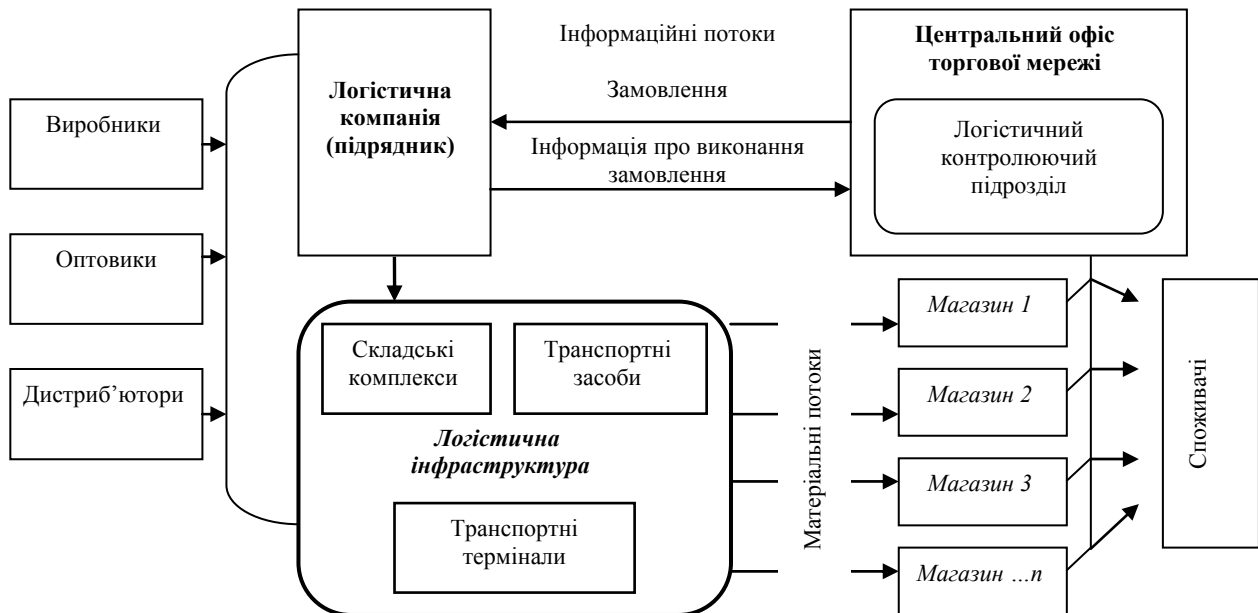 Виробники
Оптовики
Дистриб’ютори
Логістична
компанія
(підрядник)
Інформаційні потоки
Замовлення
Інформація про виконання
замовлення
Центральний офіс
торгової мережі
Логістичний
контролюючий
підрозділ
Складські
комплекси
Транспортні
засоби
Логістична
інфраструктура
Транспортні
термінали
Матеріальні потоки
Магазин 1
Магазин 2
Магазин 3
Магазин ...n
Споживачі